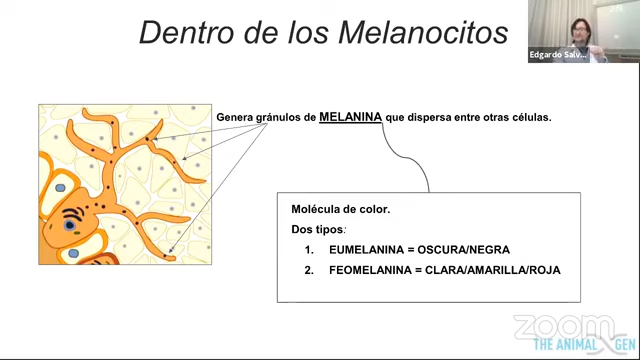 Dentro de los Melanocitos
Edgardo Salv...
Genera gránulos de MELANINA que dispersa entre otras células.
Molécula de color.
Dos tipos:
1. EUMELANINA = OSCURA/NEGRA
2. FEOMELANINA = CLARA/AMARILLA/ROJA
zoom
THE ANIMAL GEN